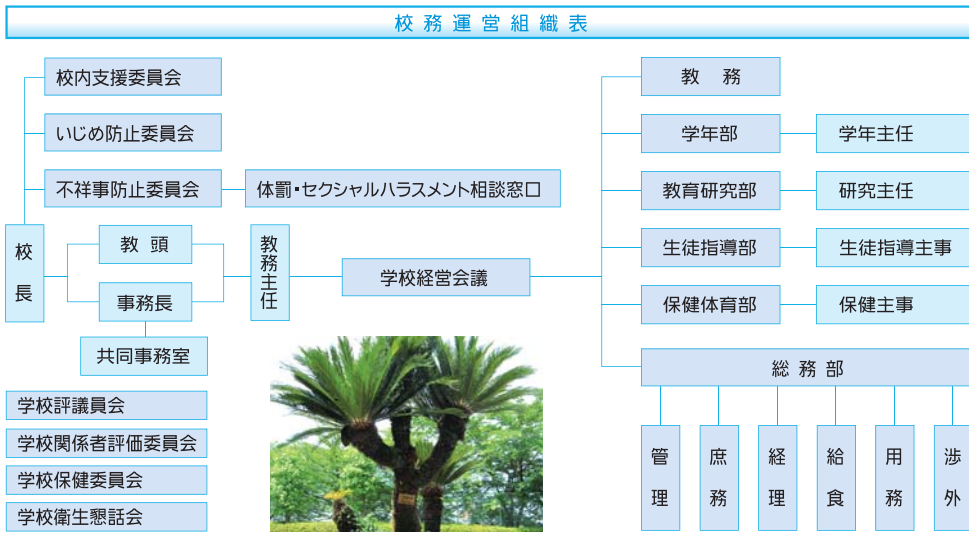 校務運営組織表
校内支援委員会
いじめ防止委員会
不祥事防止委員会
体罰・セクシャルハラスメント相談窓口
校長
教頭
事務長
共同事務室
教務主任
学校経営会議
教務
学年部
学年主任
教育研究部
研究主任
生徒指導部
生徒指導主事
保健体育部
保健主事
総務部
管理
庶務
経理
給食
用務
渉外
学校評議員会
学校関係者評価委員会
学校保健委員会
学校衛生懇話会